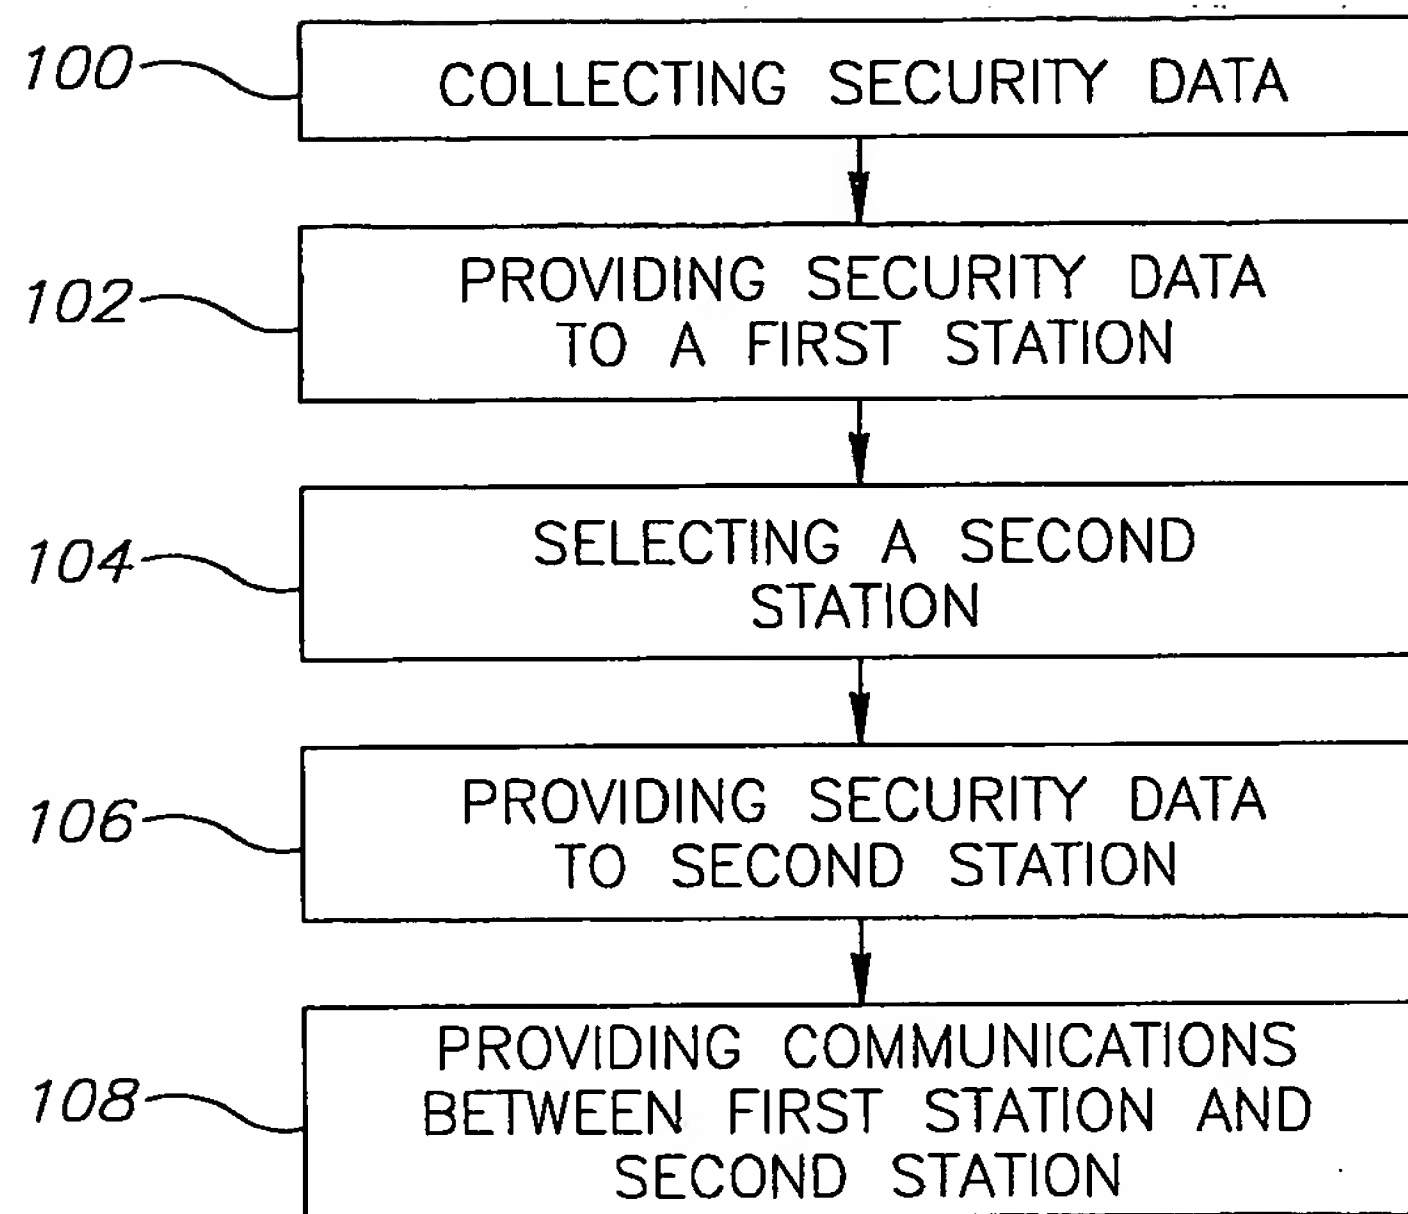 100 COLLECTING SECURITY DATA
102 PROVIDING SECURITY DATA
TO A FIRST STATION
104 SELECTING A SECOND
STATION
106 PROVIDING SECURITY DATA
TO SECOND STATION
108 PROVIDING COMMUNICATIONS
BETWEEN FIRST STATION AND
SECOND STATION